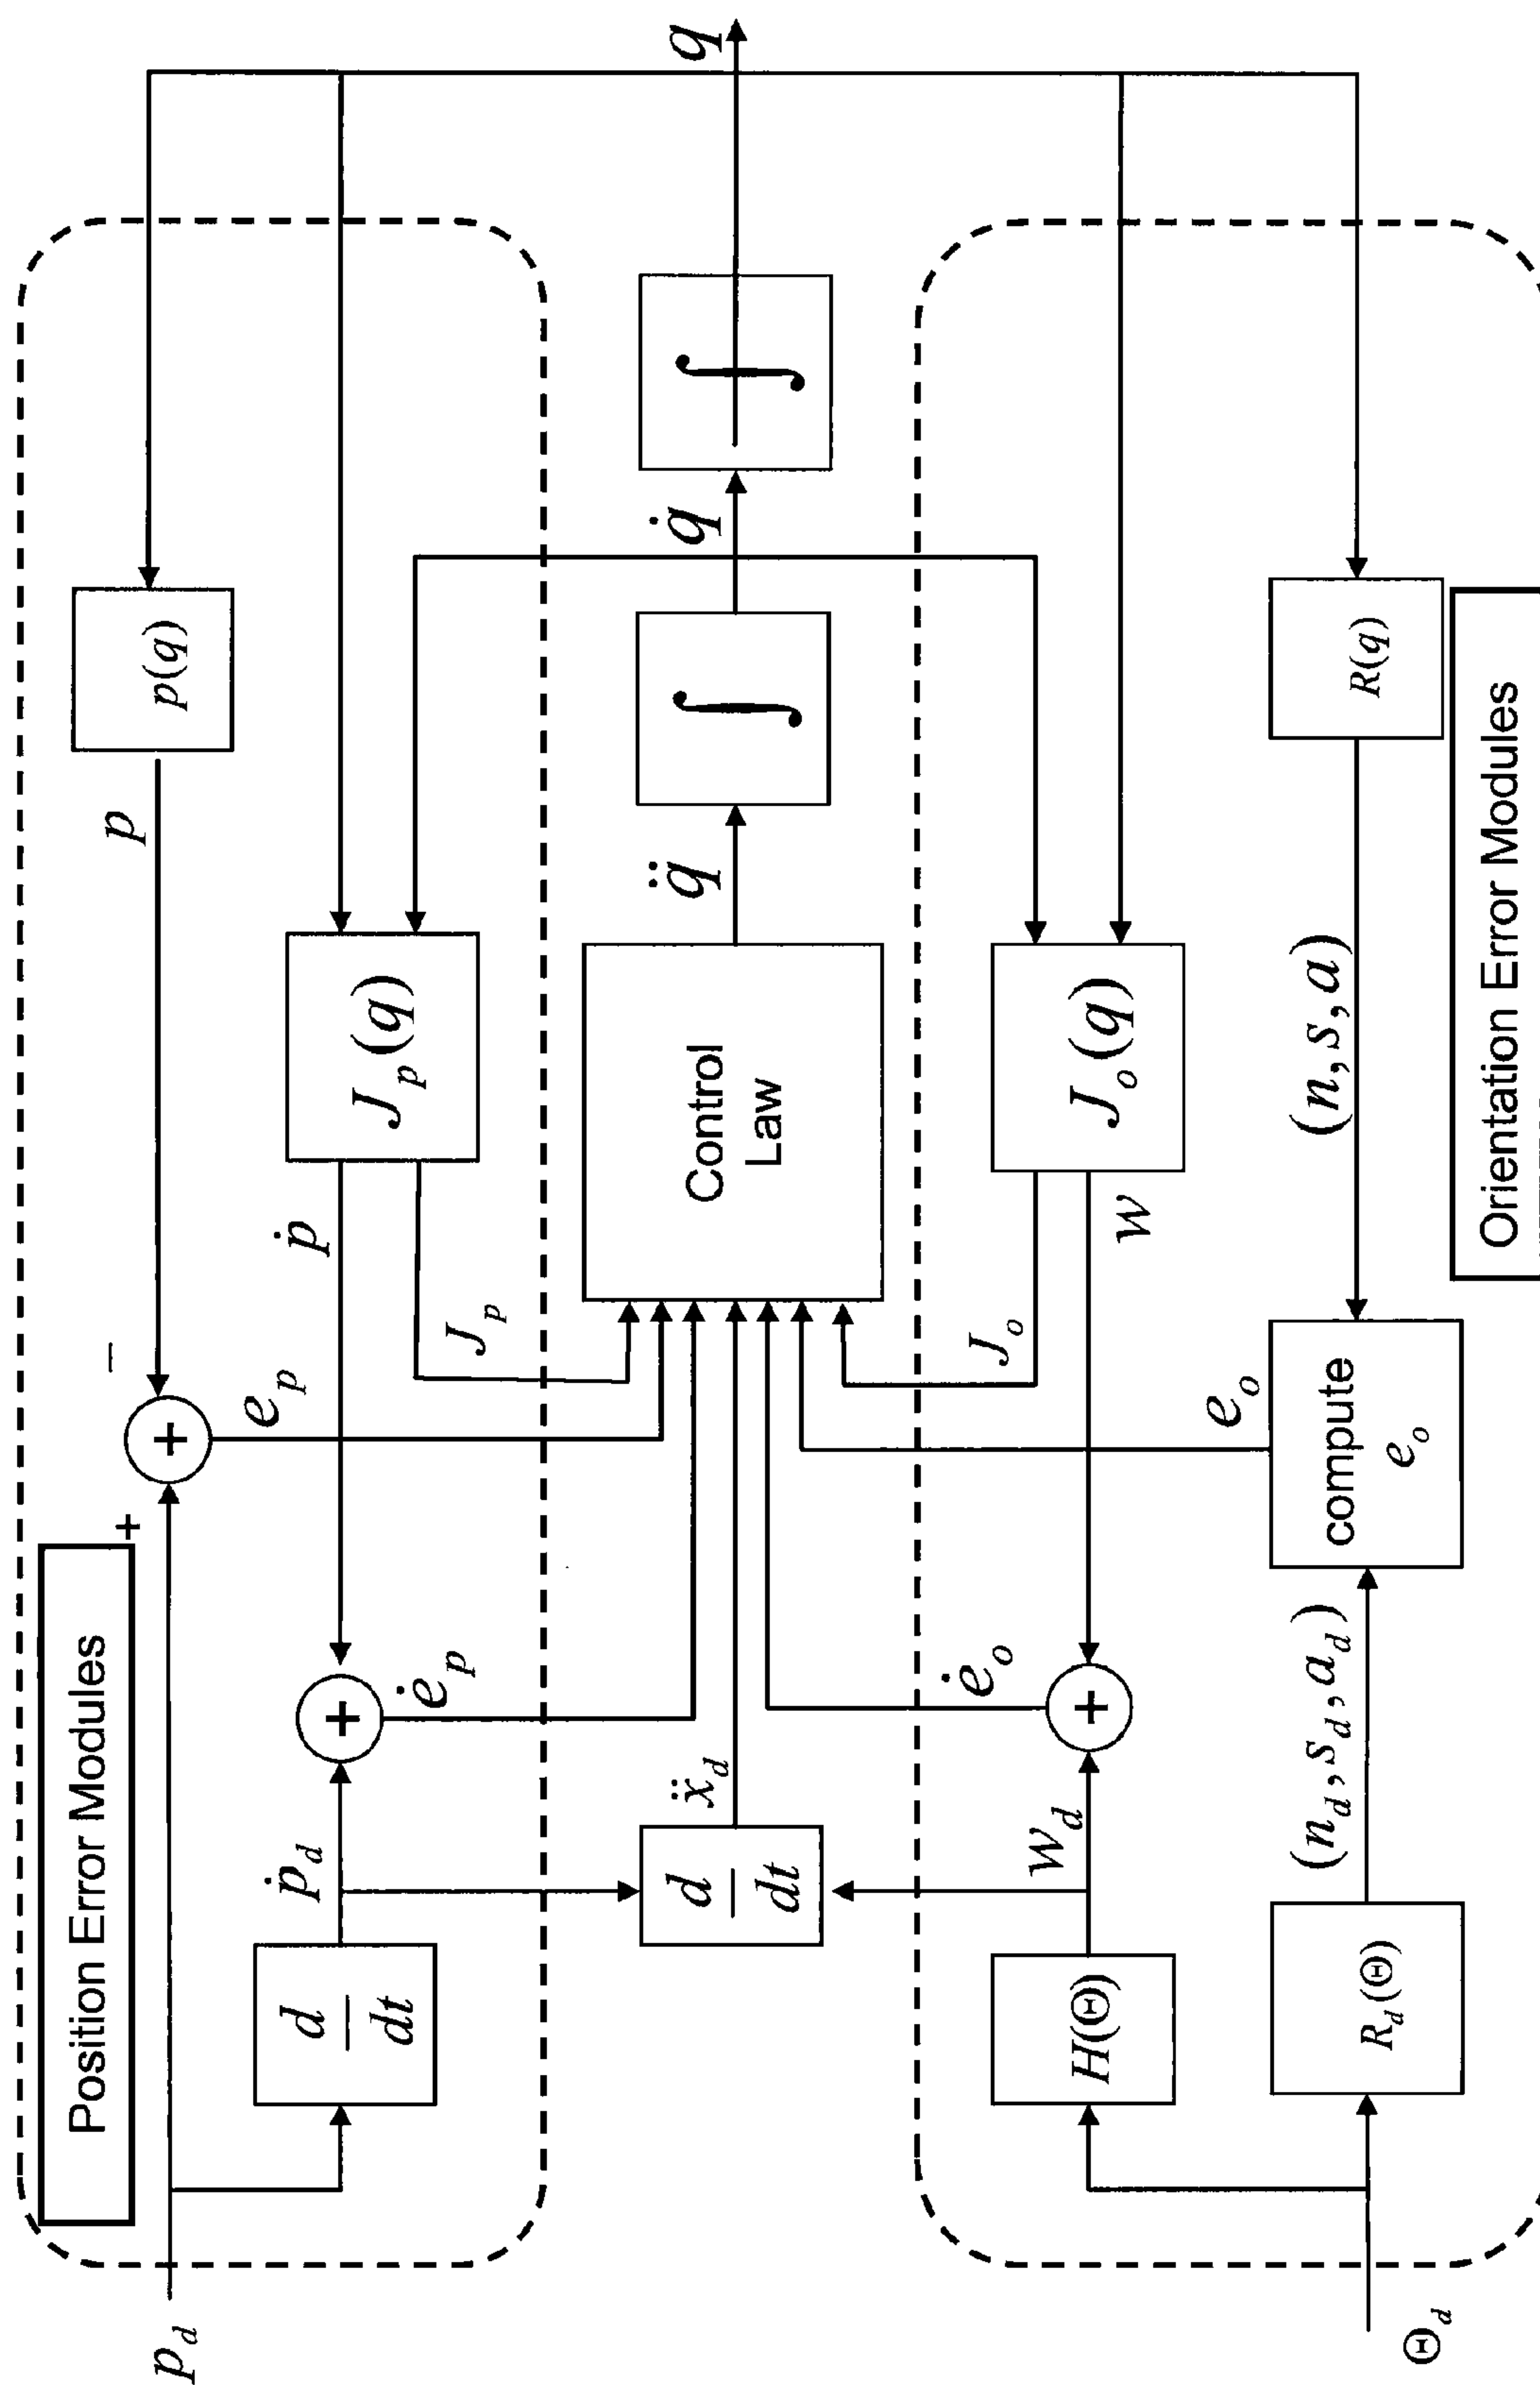 Position Error Modules
p_d
+
−
+
e_p
p
p(q)
d/dt
ṗ_d
+
ė_p
ṗ
J_p
J_p(q)
d/dt
ẍ_d
Control
Law
q̈
∫
q̇
∫
q
H(Θ)
w_d
+
ė_o
w
J_o
J_o(q)
Θ_d
R_d(Θ)
(n_d, s_d, a_d)
compute
e_o
e_o
(n, s, a)
R(q)
Orientation Error Modules